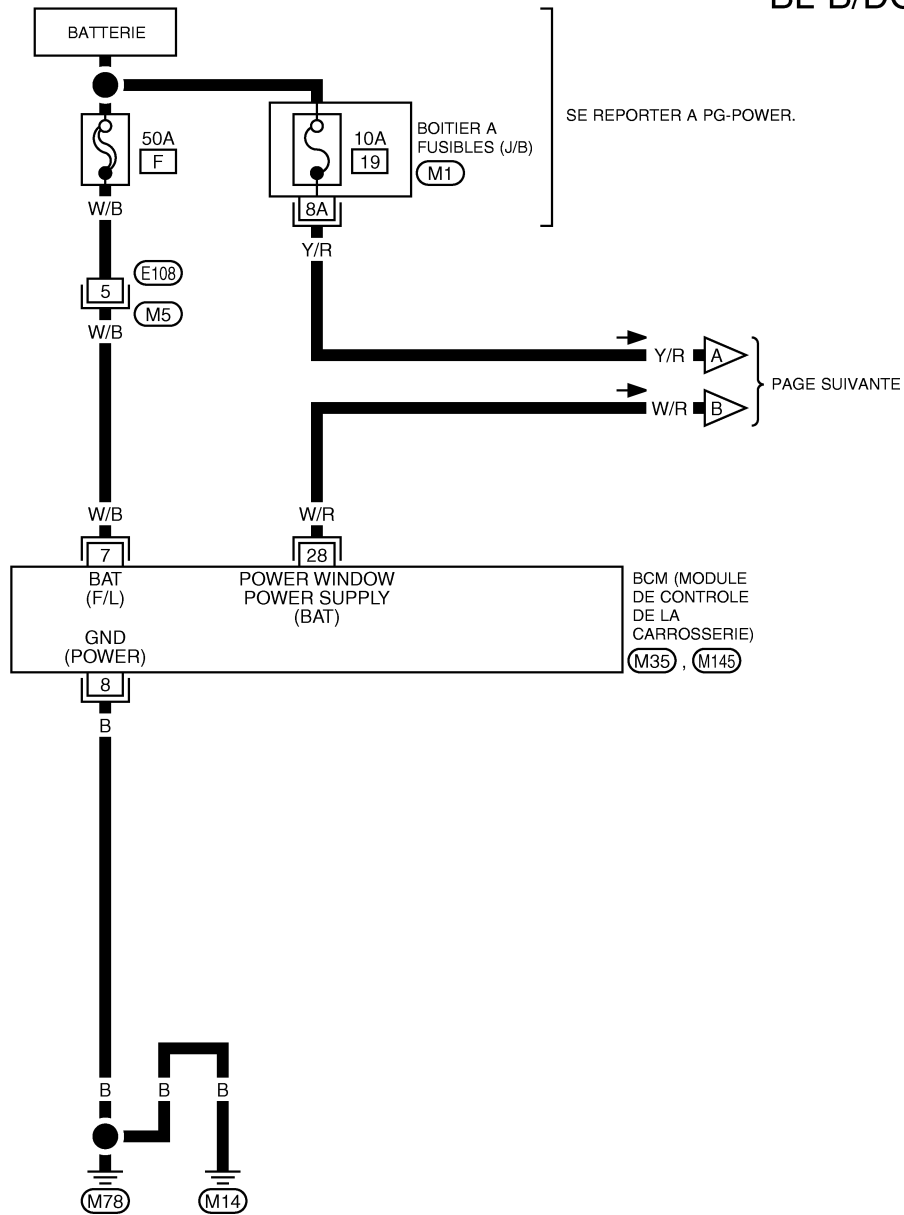 BATTERIE
50A
F
10A
19
BOITIER A
FUSIBLES (J/B)
M1
SE REPORTER A PG-POWER.
8A
W/B
Y/R
5
E108
M5
W/B
Y/R
A
W/R
B
PAGE SUIVANTE
W/B
W/R
7
28
BAT
(F/L)
POWER WINDOW
POWER SUPPLY
(BAT)
GND
(POWER)
BCM (MODULE
DE CONTROLE
DE LA
CARROSSERIE)
M35 , M145
8
B
B
B
B
M78
M14